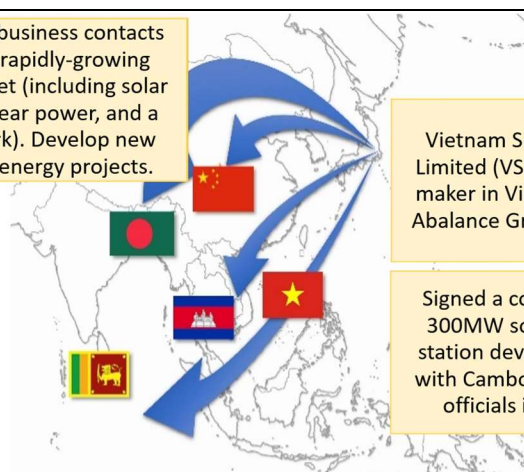 business contacts
rapidly-growing
et (including solar
ear power, and a
rk). Develop new
energy projects.
Vietnam S
Limited (VS
maker in Vi
Abalance Gr
Signed a co
300MW so
station dev
with Cambo
officials i